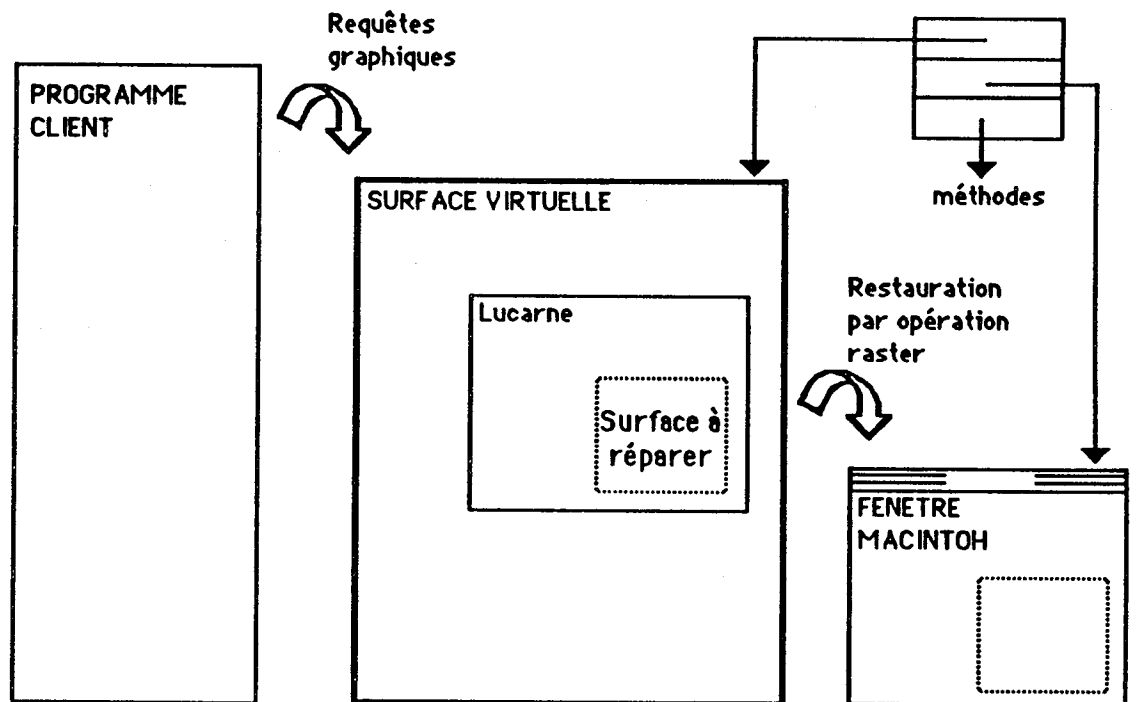 Requêtes
graphiques
PROGRAMME
CLIENT
méthodes
SURFACE VIRTUELLE
Lucarne
Surface à
réparer
Restauration
par opération
raster
FENETRE
MACINTOH